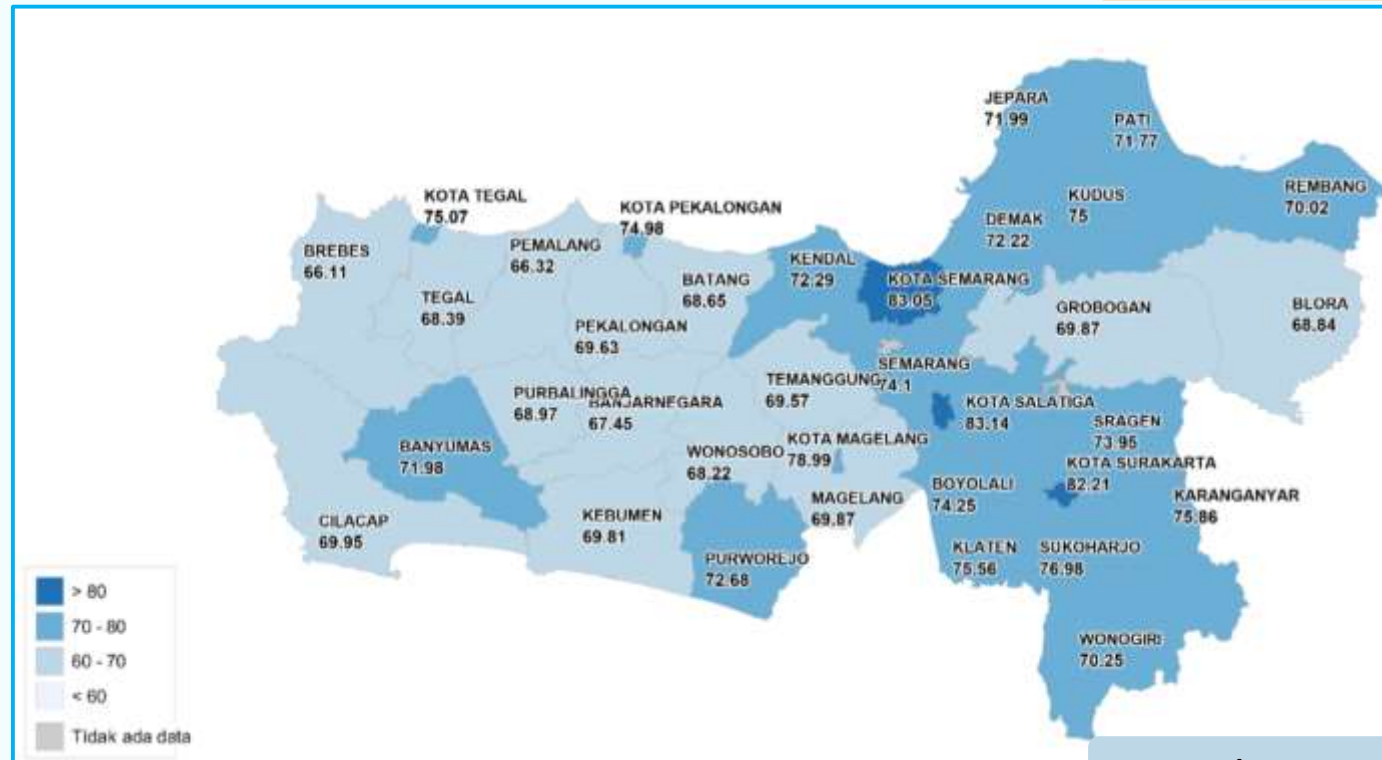 JEPARA
71.99
PATI
71.77
KOTA TEGAL
75.07
KOTA PEKALONGAN
74.98
KUDUS
75
REMBANG
70.02
DEMAK
72.22
BREBES
66.11
PEMALANG
66.32
KENDAL
72.29
BATANG
68.65
KOTA SEMARANG
83.05
TEGAL
68.39
GROBOGAN
69.87
BLORA
68.84
PEKALONGAN
69.63
SEMARANG
74.1
TEMANGGUNG
69.57
PURBALINGGA
68.97
BANJARNEGARA
67.45
KOTA SALATIGA
83.14
SRAGEN
73.95
BANYUMAS
71.98
WONOSOBO
68.22
KOTA MAGELANG
78.99
KOTA SURAKARTA
82.21
BOYOLALI
74.25
KARANGANYAR
75.86
MAGELANG
69.87
CILACAP
69.95
KEBUMEN
69.81
PURWOREJO
72.68
KLATEN
75.56
SUKOHARJO
76.98
WONOGIRI
70.25
> 80
70 - 80
60 - 70
< 60
Tidak ada data